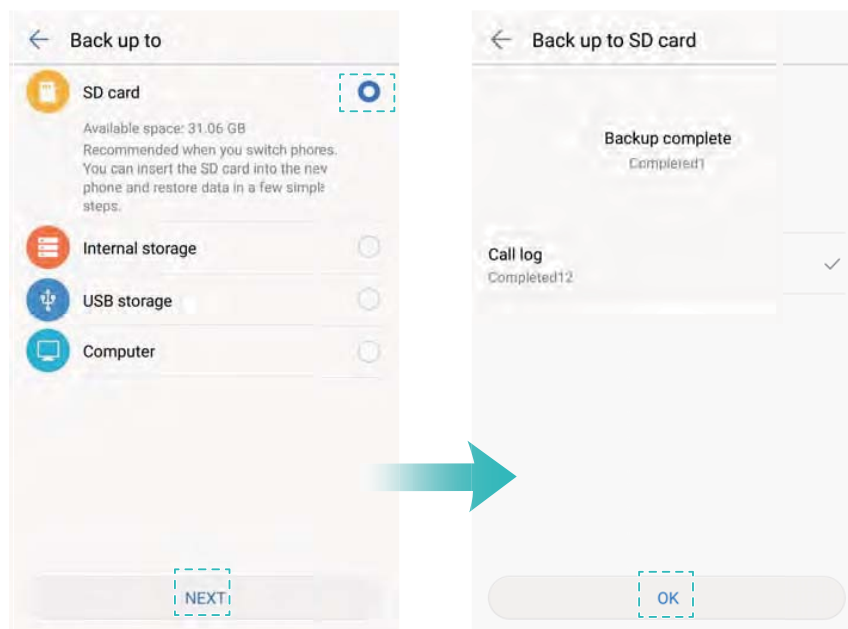 Back up to
SD card
Available space: 31.06 GB
Recommended when you switch phones.
You can insert the SD card into the new
phone and restore data in a few simple
steps.
Internal storage
USB storage
Computer
NEXT
Back up to SD card
Backup complete
Completed1
Call log
Completed12
OK